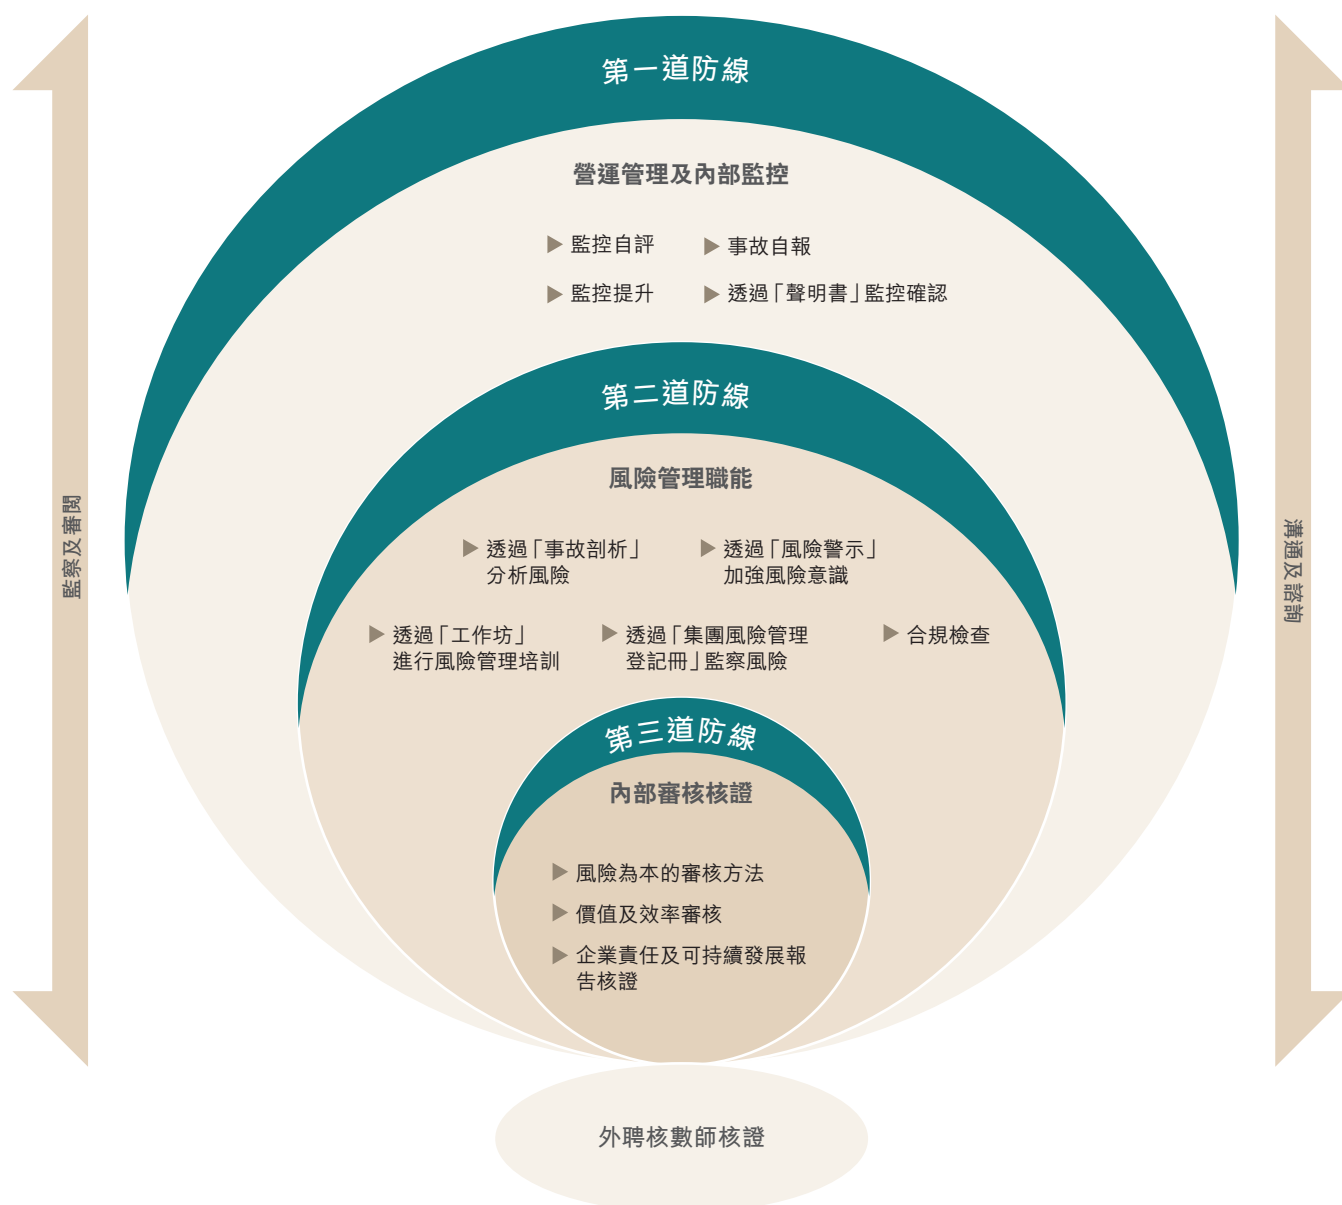 第一道防線
營運管理及內部監控
監控自評
事故自報
監控提升
透過「聲明書」監控確認
第二道防線
風險管理職能
透過「事故剖析」
分析風險
透過「風險警示」
加強風險意識
透過「工作坊」
進行風險管理培訓
透過「集團風險管理
登記冊」監察風險
合規檢查
第三道防線
內部審核核證
風險為本的審核方法
價值及效率審核
企業責任及可持續發展報
告核證
外聘核數師核證
監察及審閱
溝通及諮詢